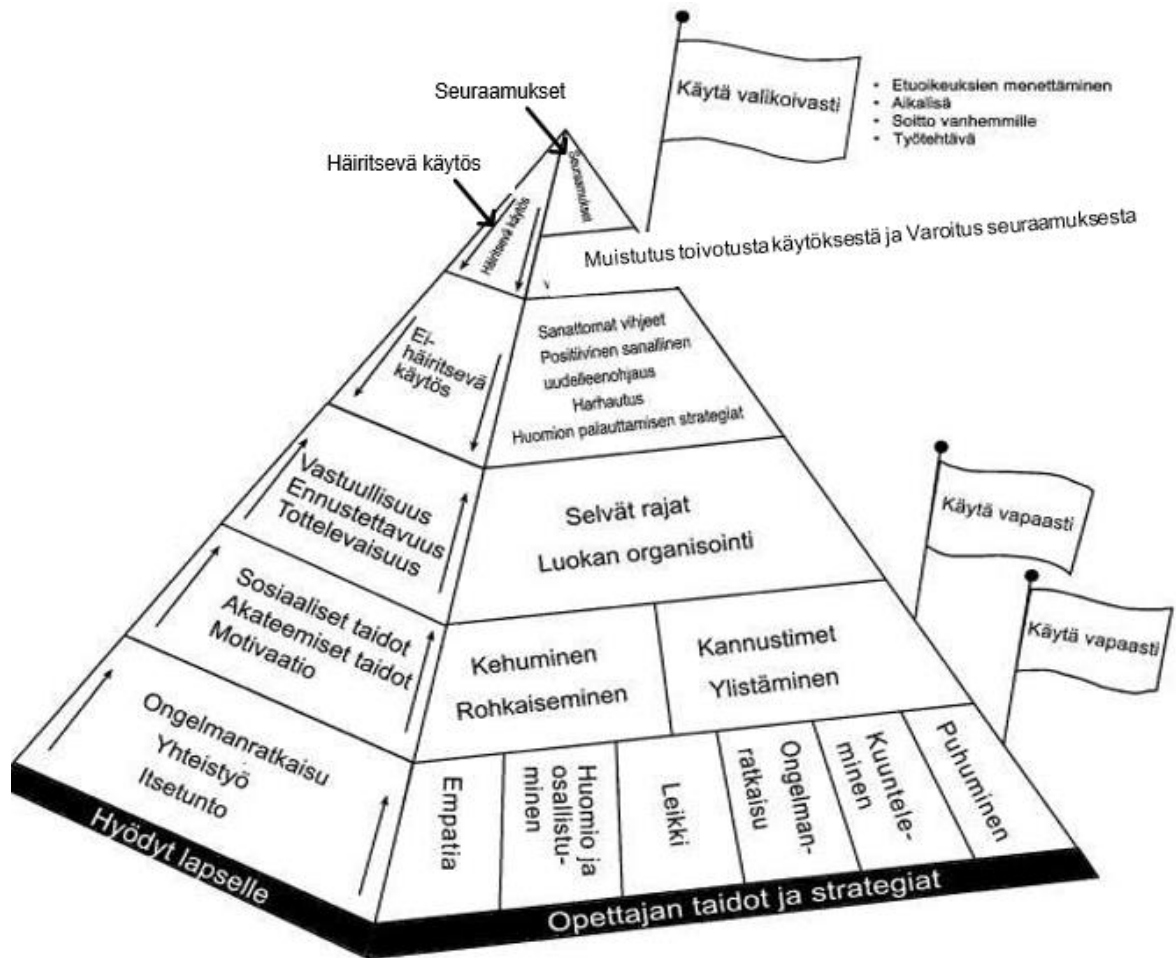 Käytä valikoivasti
• Etuoikeuksien menettäminen
• Aikalisä
• Soitto vanhemmille
• Työtehtävä
Seuraamukset
Häiritsevä käytös
Seuraamukset
Häiritsevä käytös
Muistutus toivotusta käytöksestä ja Varoitus seuraamuksesta
Ei-
häiritsevä
käytös
Sanattomat vihjeet
Positiivinen sanallinen
uudelleenohjaus
Harhautus
Huomion palauttamisen strategiat
Vastuullisuus
Ennustettavuus
Tottelevaisuus
Selvät rajat
Luokan organisointi
Käytä vapaasti
Sosiaaliset taidot
Akateemiset taidot
Motivaatio
Kehuminen
Rohkaiseminen
Kannustimet
Ylistäminen
Käytä vapaasti
Ongelmanratkaisu
Yhteistyö
Itsetunto
Empatia
Huomio ja
osallistu-
minen
Leikki
Ongelman-
ratkaisu
Kuuntele-
minen
Puhuminen
Hyödyt lapselle
Opettajan taidot ja strategiat